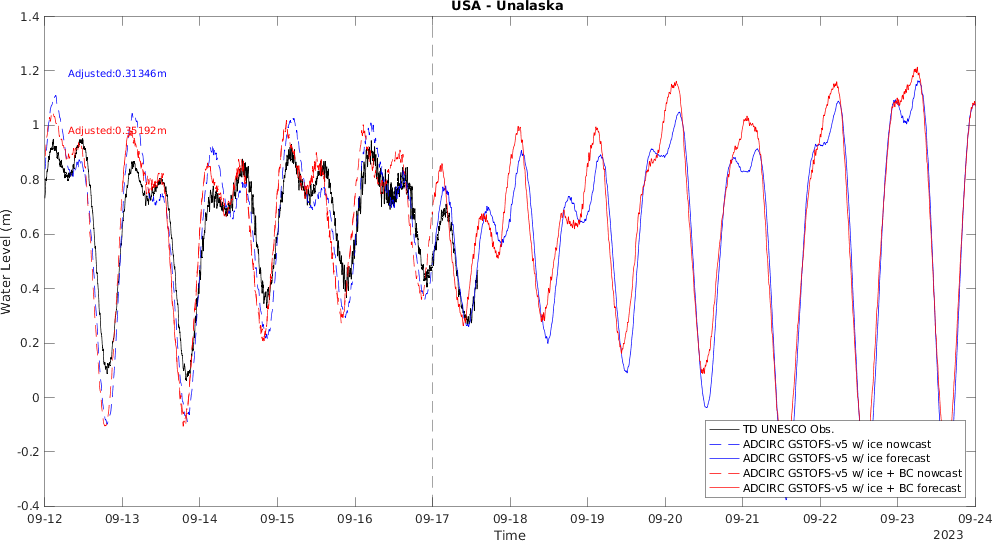 USA - Unalaska
1.4
1.2
1
0.8
0.6
0.4
0.2
0
-0.2
-0.4
Water Level (m)
Adjusted:0.31346m
Adjusted:0.35192m
TD UNESCO Obs.
ADCIRC GSTOFS-v5 w/ ice nowcast
ADCIRC GSTOFS-v5 w/ ice forecast
ADCIRC GSTOFS-v5 w/ ice + BC nowcast
ADCIRC GSTOFS-v5 w/ ice + BC forecast
09-12 09-13 09-14 09-15 09-16 09-17 09-18 09-19 09-20 09-21 09-22 09-23 09-24
Time
2023